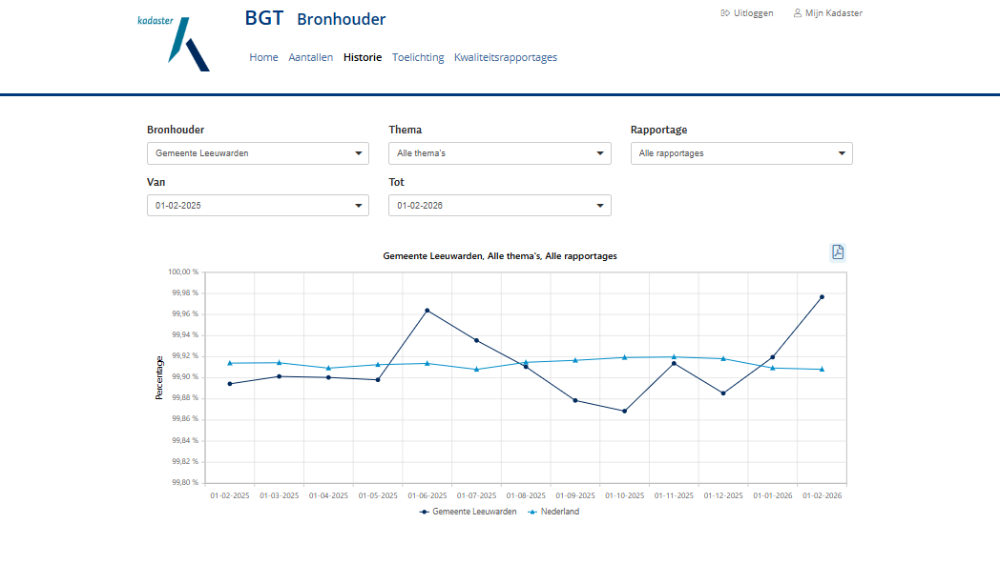 kadaster
BGT Bronhouder
Uitloggen Mijn Kadaster
Home Aantallen Historie Toelichting Kwaliteitsrapportages
Bronhouder Thema Rapportage
Gemeente Leeuwarden Alle thema's Alle rapportages
Van Tot
01-02-2025 01-02-2026
Gemeente Leeuwarden, Alle thema's, Alle rapportages
100,00 %
99,98 %
99,96 %
99,94 %
99,92 %
99,90 %
99,88 %
99,86 %
99,84 %
99,82 %
99,80 %
Percentage
01-02-2025 01-03-2025 01-04-2025 01-05-2025 01-06-2025 01-07-2025 01-08-2025 01-09-2025 01-10-2025 01-11-2025 01-12-2025 01-01-2026 01-02-2026
Gemeente Leeuwarden Nederland